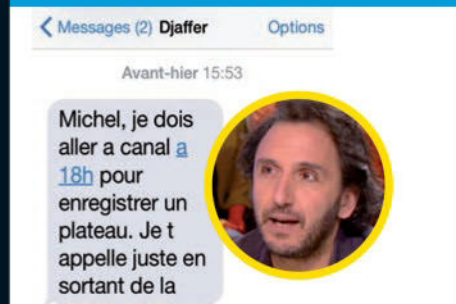 Messages (2) Djaffer Options
Avant-hier 15:53
Michel, je dois
aller a canal a
18h pour
enregistrer un
plateau. Je t
appelle juste en
sortant de la